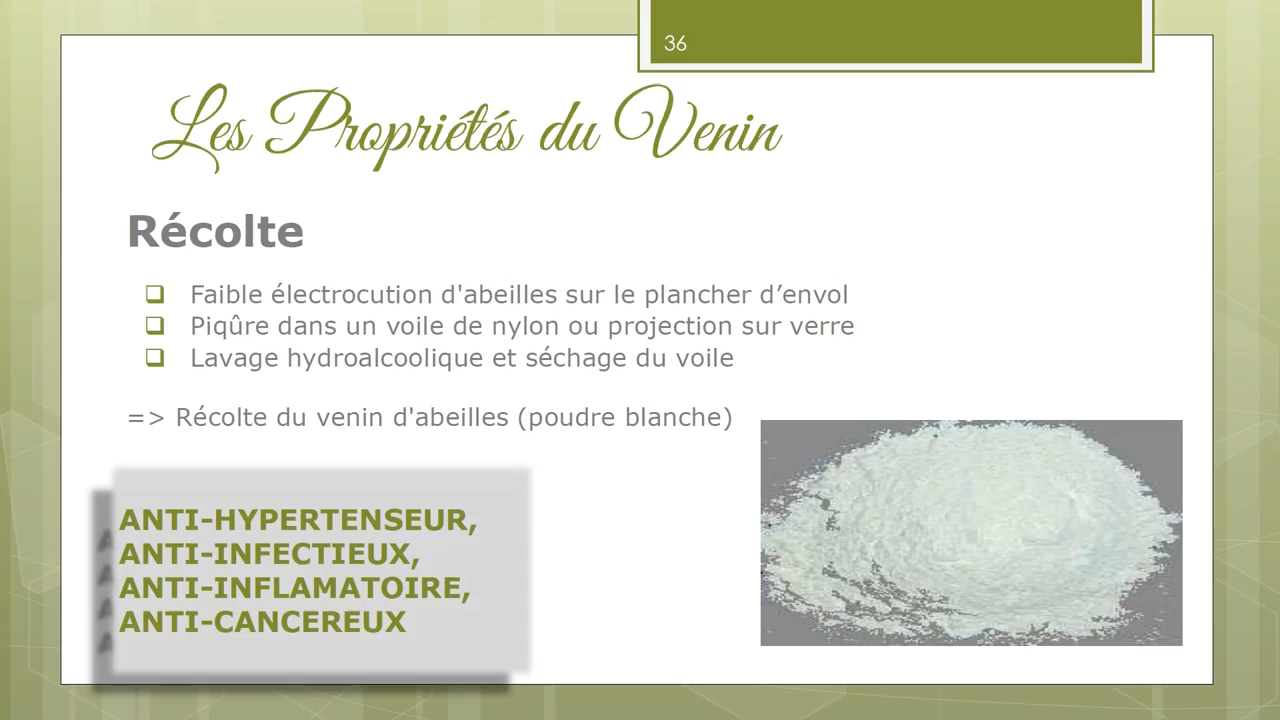 36
Les Propriétés du Venin
Récolte
❑ Faible électrocution d'abeilles sur le plancher d’envol
❑ Piqûre dans un voile de nylon ou projection sur verre
❑ Lavage hydroalcoolique et séchage du voile
=> Récolte du venin d'abeilles (poudre blanche)
ANTI-HYPERTENSEUR,
ANTI-INFECTIEUX,
ANTI-INFLAMATOIRE,
ANTI-CANCEREUX